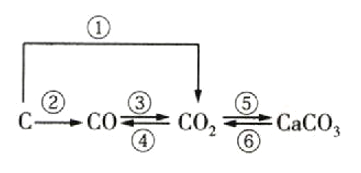 ①
C ② CO ③ ④ CO₂ ⑤ ⑥ CaCO₃